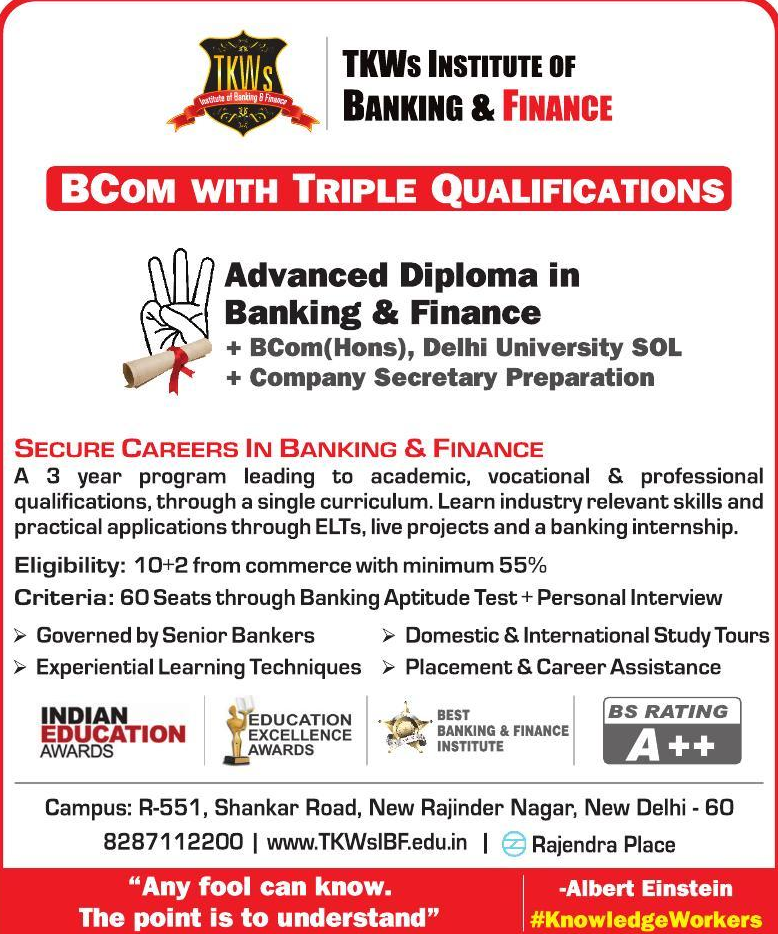 TKWs
Institute of Banking & Finance
TKWS INSTITUTE OF
BANKING & FINANCE
BCOM WITH TRIPLE QUALIFICATIONS
Advanced Diploma in
Banking & Finance
+ BCom(Hons), Delhi University SOL
+ Company Secretary Preparation
SECURE CAREERS IN BANKING & FINANCE
A 3 year program leading to academic, vocational & professional
qualifications, through a single curriculum. Learn industry relevant skills and
practical applications through ELTs, live projects and a banking internship.
Eligibility: 10+2 from commerce with minimum 55%
Criteria: 60 Seats through Banking Aptitude Test + Personal Interview
➢ Governed by Senior Bankers
➢ Domestic & International Study Tours
➢ Experiential Learning Techniques
➢ Placement & Career Assistance
INDIAN
EDUCATION
AWARDS
EDUCATION
EXCELLENCE
AWARDS
BEST
BANKING & FINANCE
INSTITUTE
BS RATING
A++
Campus: R-551, Shankar Road, New Rajinder Nagar, New Delhi - 60
8287112200 | www.TKWsIBF.edu.in | Rajendra Place
“Any fool can know.
The point is to understand”
-Albert Einstein
#KnowledgeWorkers